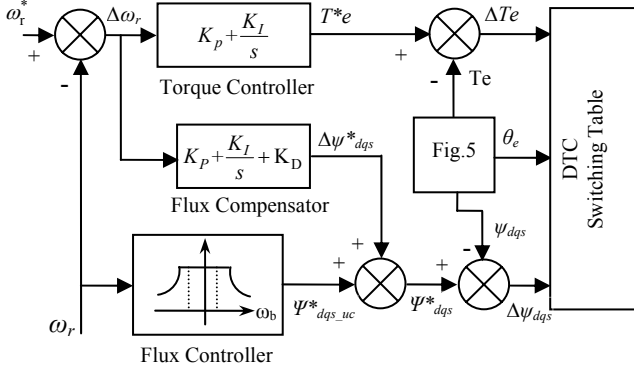 ω*r
Δωr
Kp + KI/s
T*e
ΔTe
+
+
-
-
Torque Controller
Te
Fig.5
θe
DTC
Switching Table
KP + KI/s + KD
Δψ*dqs
Flux Compensator
ψdqs
+
-
+
+
ωb
Ψ*dqs_uc
Ψ*dqs
Δψdqs
ωr
Flux Controller